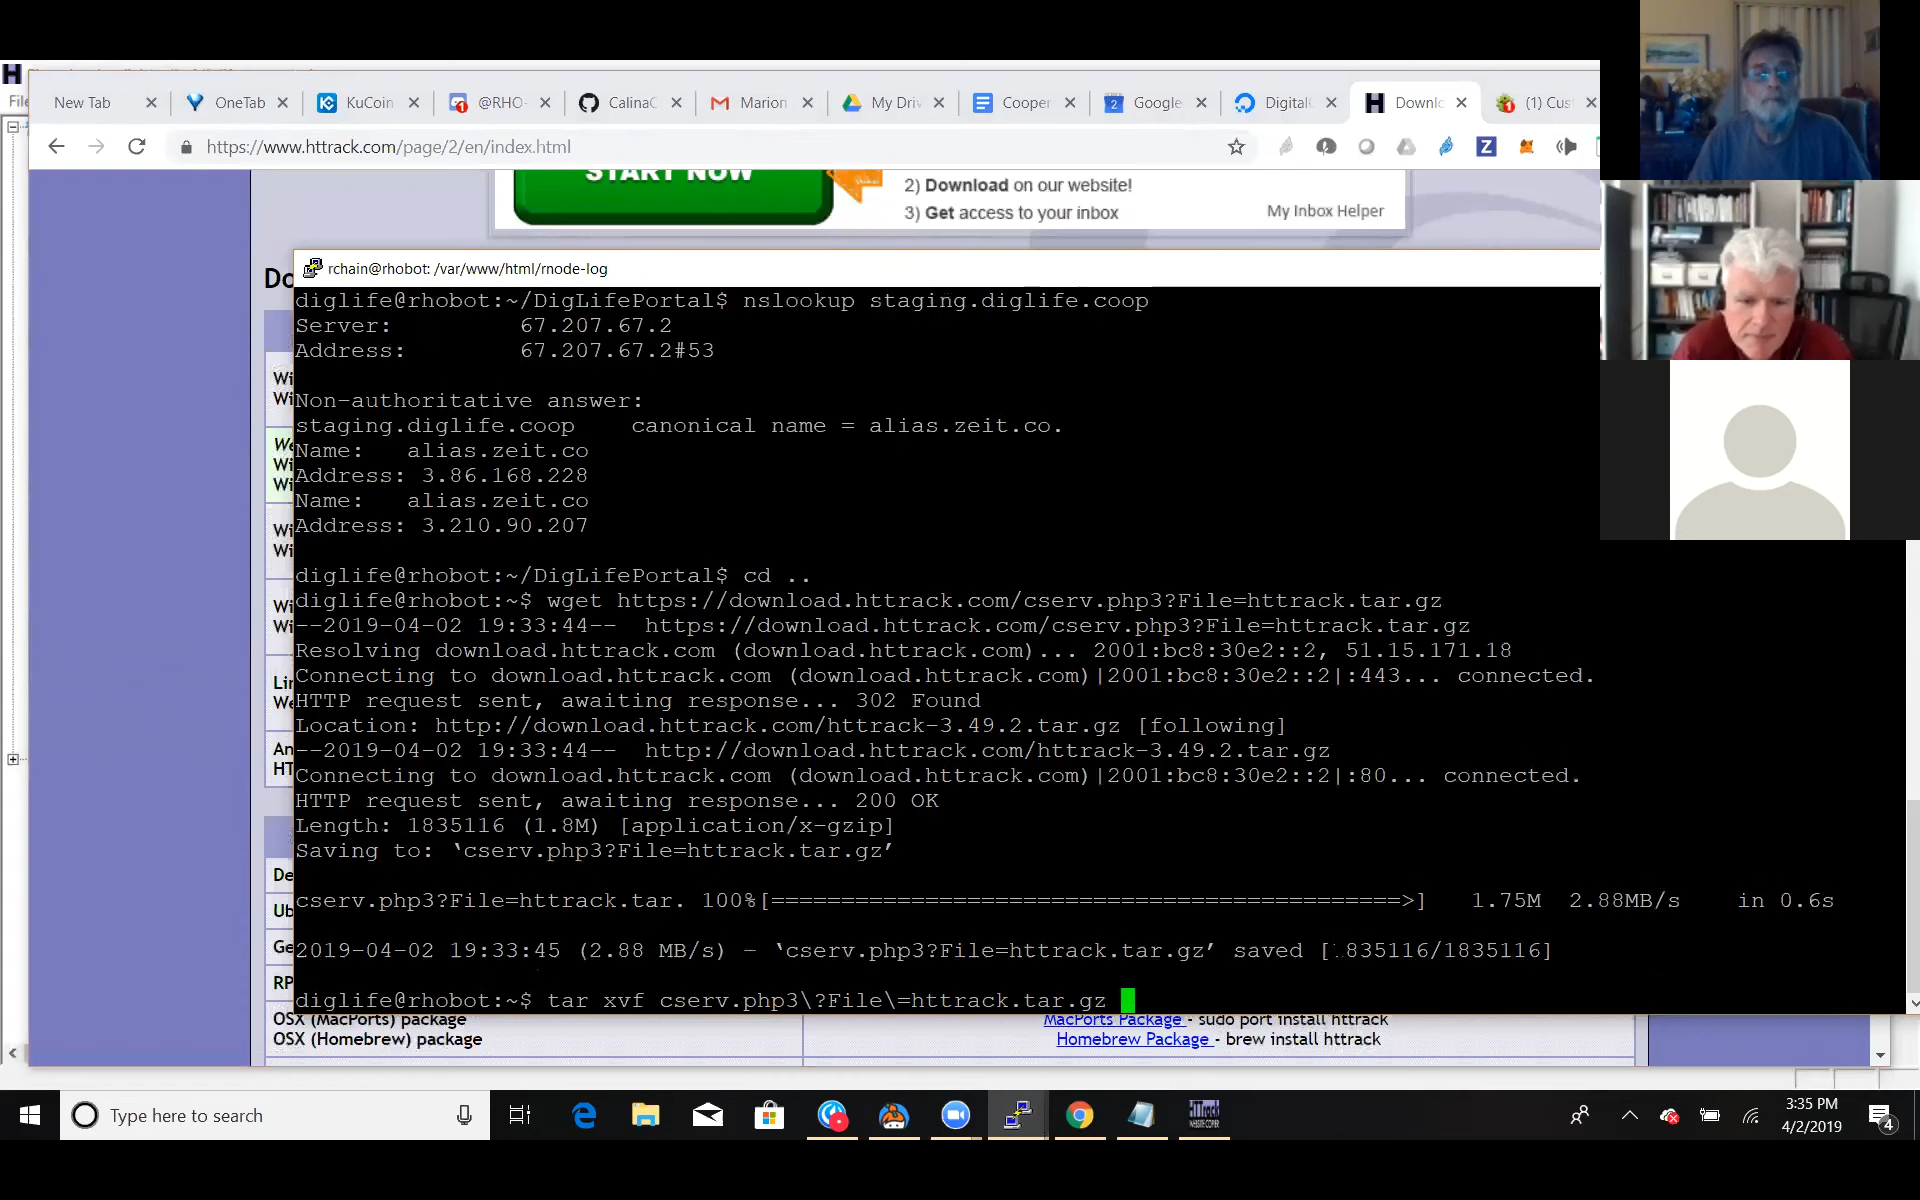 New Tab
OneTab
KuCoin
@RHO-
CalinaC
Marion
My Driv
Cooper
Google
Digital
Downlc
(1) Cus
https://www.httrack.com/page/2/en/index.html
START NOW
2) Download on our website!
3) Get access to your inbox
My Inbox Helper
rchain@rhobot: /var/www/html/rnode-log
diglife@rhobot:~/DigLifePortal$ nslookup staging.diglife.coop
Server: 67.207.67.2
Address: 67.207.67.2#53
Non-authoritative answer:
staging.diglife.coop canonical name = alias.zeit.co.
Name: alias.zeit.co
Address: 3.86.168.228
Name: alias.zeit.co
Address: 3.210.90.207
diglife@rhobot:~/DigLifePortal$ cd ..
diglife@rhobot:~$ wget https://download.httrack.com/cserv.php3?File=httrack.tar.gz
--2019-04-02 19:33:44-- https://download.httrack.com/cserv.php3?File=httrack.tar.gz
Resolving download.httrack.com (download.httrack.com)... 2001:bc8:30e2::2, 51.15.171.18
Connecting to download.httrack.com (download.httrack.com)|2001:bc8:30e2::2|:443... connected.
HTTP request sent, awaiting response... 302 Found
Location: http://download.httrack.com/httrack-3.49.2.tar.gz [following]
--2019-04-02 19:33:44-- http://download.httrack.com/httrack-3.49.2.tar.gz
Connecting to download.httrack.com (download.httrack.com)|2001:bc8:30e2::2|:80... connected.
HTTP request sent, awaiting response... 200 OK
Length: 1835116 (1.8M) [application/x-gzip]
Saving to: ‘cserv.php3?File=httrack.tar.gz’
cserv.php3?File=httrack.tar. 100%[=============================================>] 1.75M 2.88MB/s in 0.6s
2019-04-02 19:33:45 (2.88 MB/s) - ‘cserv.php3?File=httrack.tar.gz’ saved [1835116/1835116]
diglife@rhobot:~$ tar xvf cserv.php3\?File\=httrack.tar.gz
OSX (MacPorts) package
MacPorts Package - sudo port install httrack
OSX (Homebrew) package
Homebrew Package - brew install httrack
Type here to search
3:35 PM
4/2/2019
4